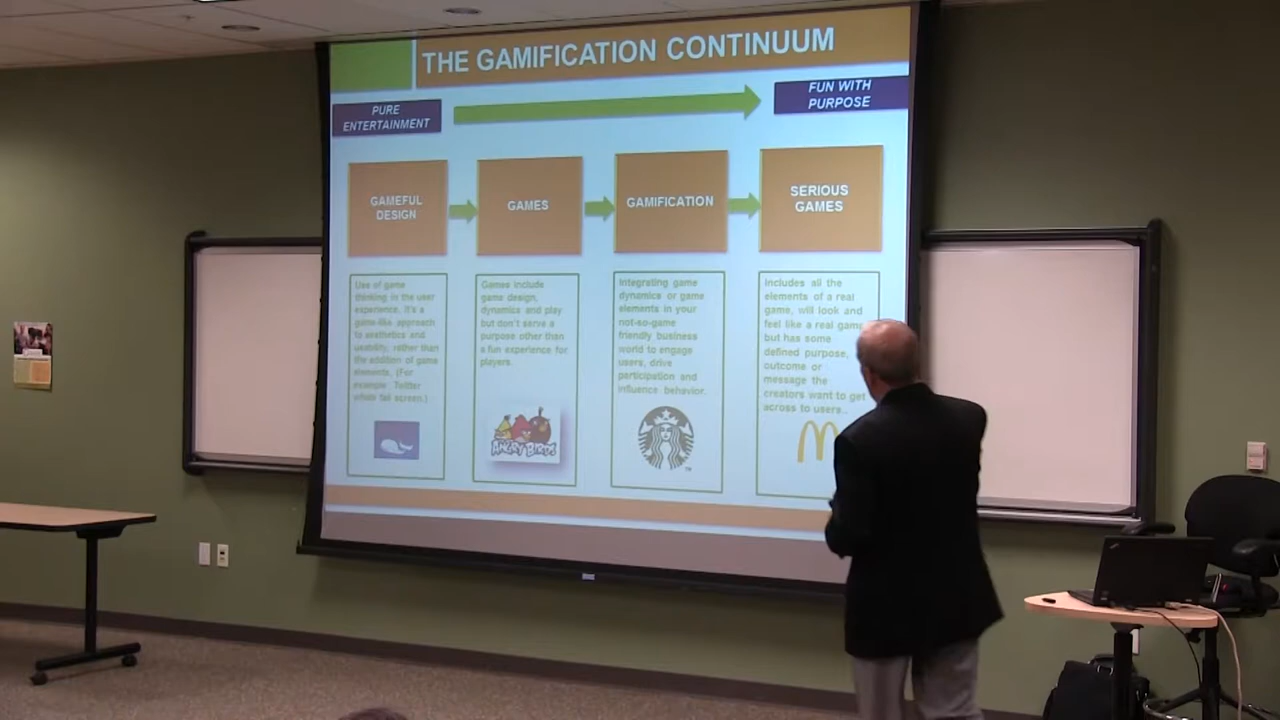 THE GAMIFICATION CONTINUUM
PURE
ENTERTAINMENT
FUN WITH
PURPOSE
GAMEFUL
DESIGN
GAMES
GAMIFICATION
SERIOUS
GAMES
Use of game
thinking in the user
experience. It's a
game-like approach
to aesthetics and
usability, rather than
the addition of game
elements. (For
example Twitter
whale fail screen.)
Games include
game design,
dynamics and play
but don't serve a
purpose other than
a fun experience for
players.
ANGRY BIRDS
Integrating game
dynamics or game
elements in your
not-so-game
friendly business
world to engage
users, drive
participation and
influence behavior.
TM
Includes all the
elements of a real
game, will look and
feel like a real game
but has some
defined purpose,
outcome or
message the
creators want to get
across to users..